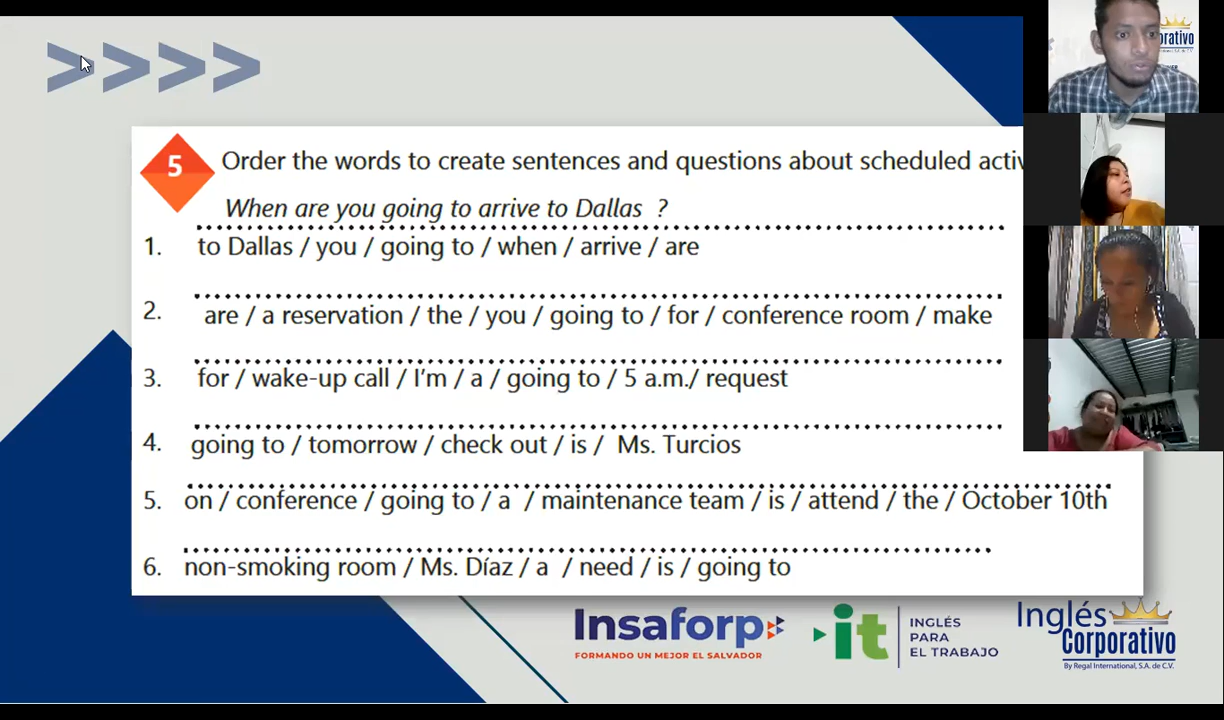 >>>>
5 Order the words to create sentences and questions about scheduled
When are you going to arrive to Dallas ?
1. to Dallas / you / going to / when / arrive / are
2. are / a reservation / the / you / going to / for / conference room / make
3. for / wake-up call / I'm / a / going to / 5 a.m./ request
4. going to / tomorrow / check out / is / Ms. Turcios
5. on / conference / going to / a / maintenance team / is / attend / the / October 10th
6. non-smoking room / Ms. Díaz / a / need / is / going to
Insaforp
FORMANDO UN MEJOR EL SALVADOR
it
INGLÉS
PARA
EL TRABAJO
Inglés
Corporativo
By Regal International, S.A. de C.V.